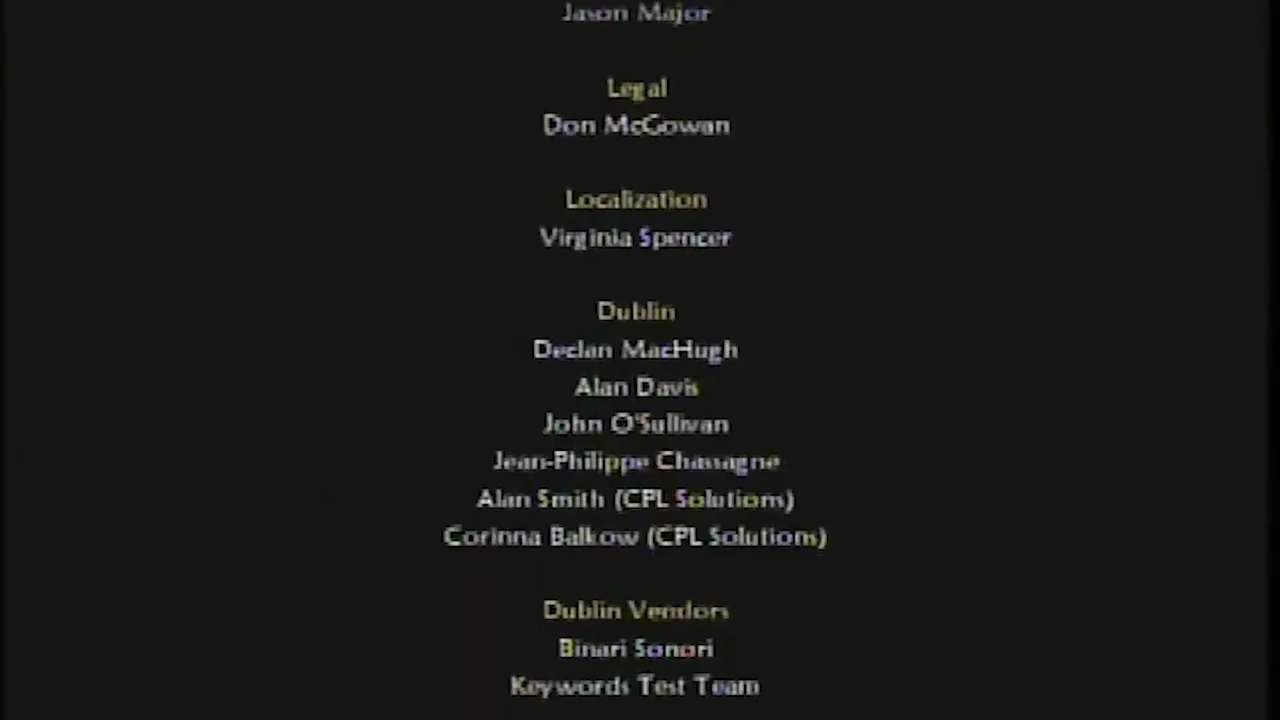 Jason Major
Legal
Don McGowan
Localization
Virginia Spencer
Dublin
Declan MacHugh
Alan Davis
John O'Sullivan
Jean-Philippe Chassagne
Alan Smith (CPL Solutions)
Corinna Balkow (CPL Solutions)
Dublin Vendors
Binari Sonori
Keywords Test Team